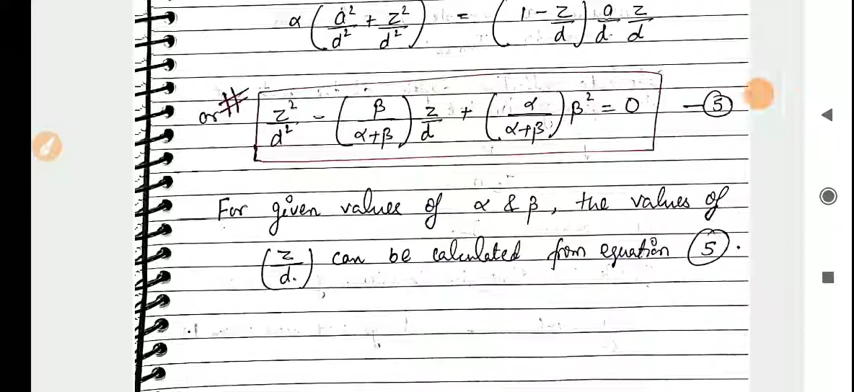 α(a²/d² + z²/d²) = (1 - z/d) a/d. z/d
or # z²/d² - (β/(α+β)) z/d + (α/(α+β)) β² = 0 —⑤
For given values of α & β, the values of
(z/d.) can be calculated from equation ⑤.